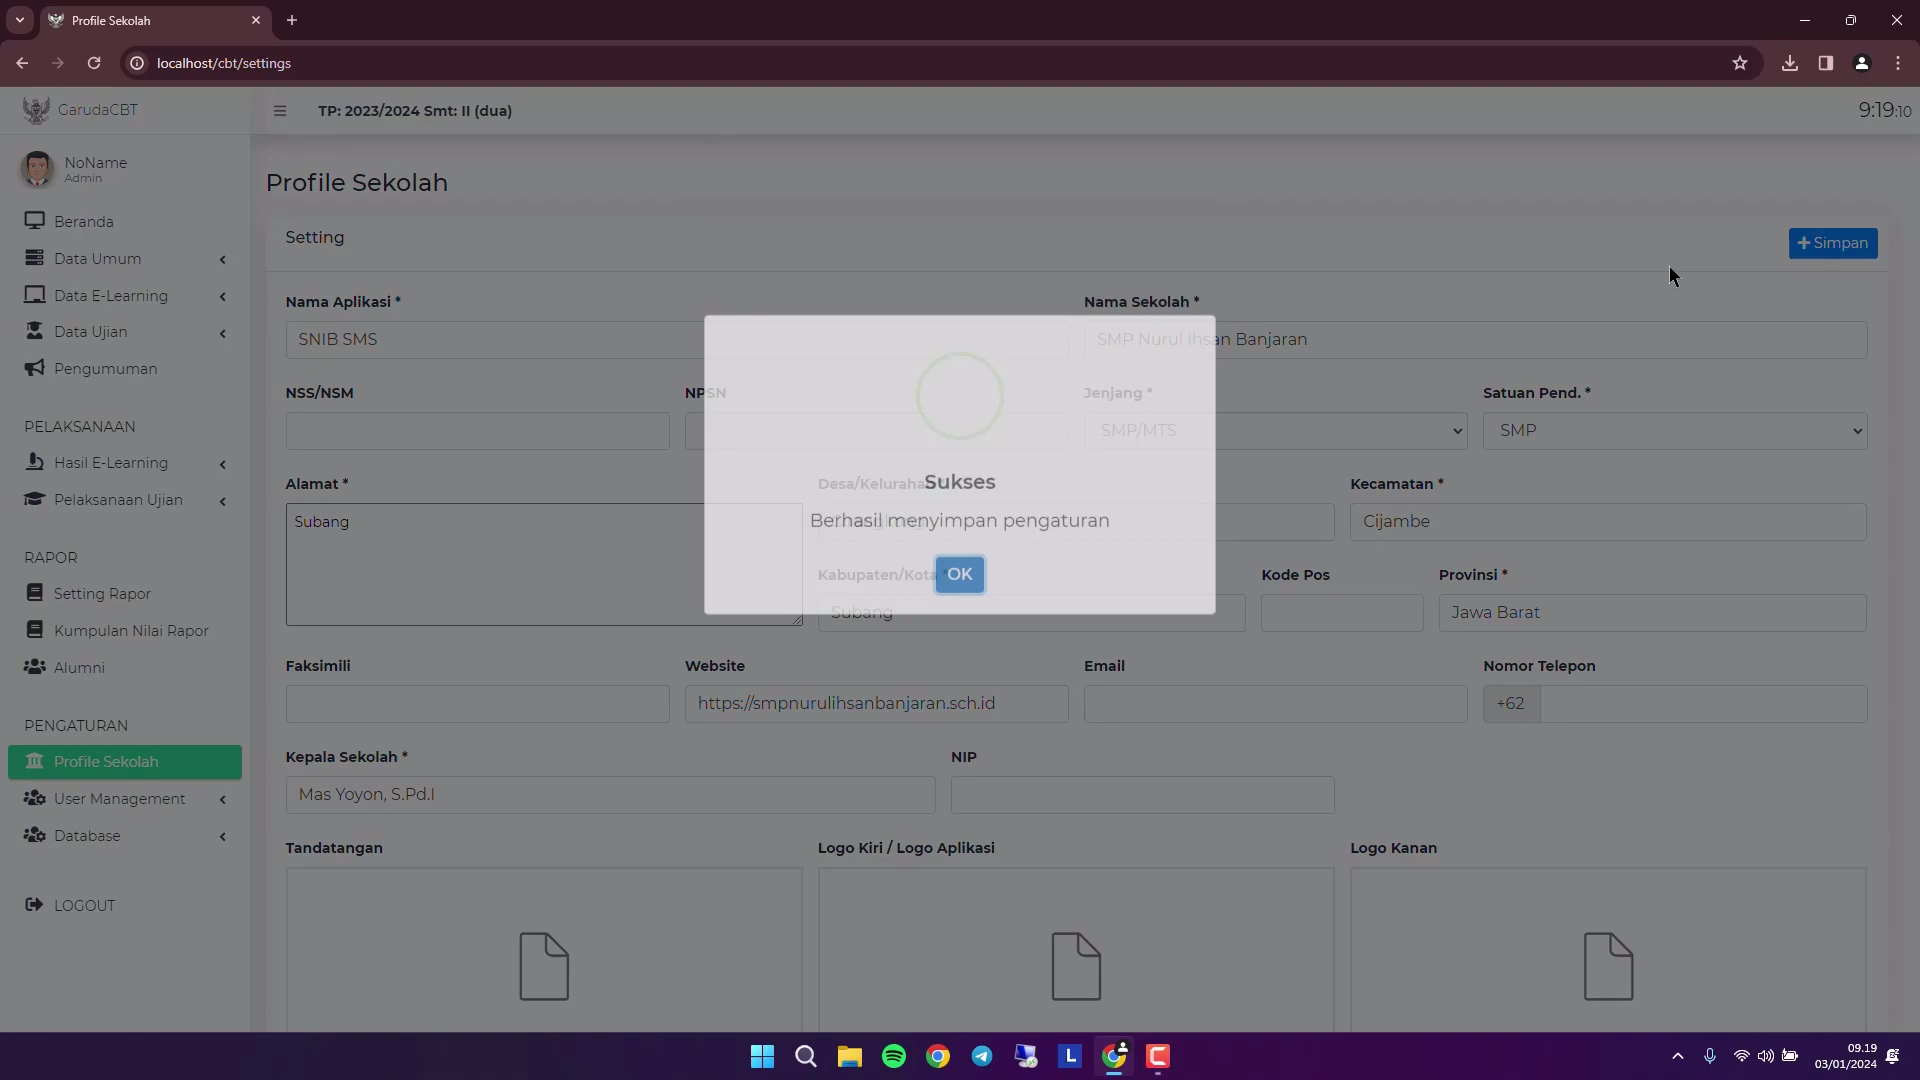 Profile Sekolah
localhost/cbt/settings
GarudaCBT
TP: 2023/2024 Smt: II (dua)
9:19:10
NoName
Admin
Beranda
Data Umum
Data E-Learning
Data Ujian
Pengumuman
PELAKSANAAN
Hasil E-Learning
Pelaksanaan Ujian
RAPOR
Setting Rapor
Kumpulan Nilai Rapor
Alumni
PENGATURAN
Profile Sekolah
User Management
Database
LOGOUT
Profile Sekolah
Setting
Simpan
Nama Aplikasi *
Nama Sekolah *
SNIB SMS
SMP Nurul Ihsan Banjaran
NSS/NSM
NPSN
Jenjang *
Satuan Pend. *
SMP/MTS
SMP
Alamat *
Desa/Keluraha
Kecamatan *
Subang
Cijambe
Kabupaten/Kota *
Kode Pos
Provinsi *
Subang
Jawa Barat
Sukses
Berhasil menyimpan pengaturan
OK
Faksimili
Website
Email
Nomor Telepon
https://smpnurulihsanbanjaran.sch.id
+62
Kepala Sekolah *
NIP
Mas Yoyon, S.Pd.I
Tandatangan
Logo Kiri / Logo Aplikasi
Logo Kanan
L
09.19
03/01/2024